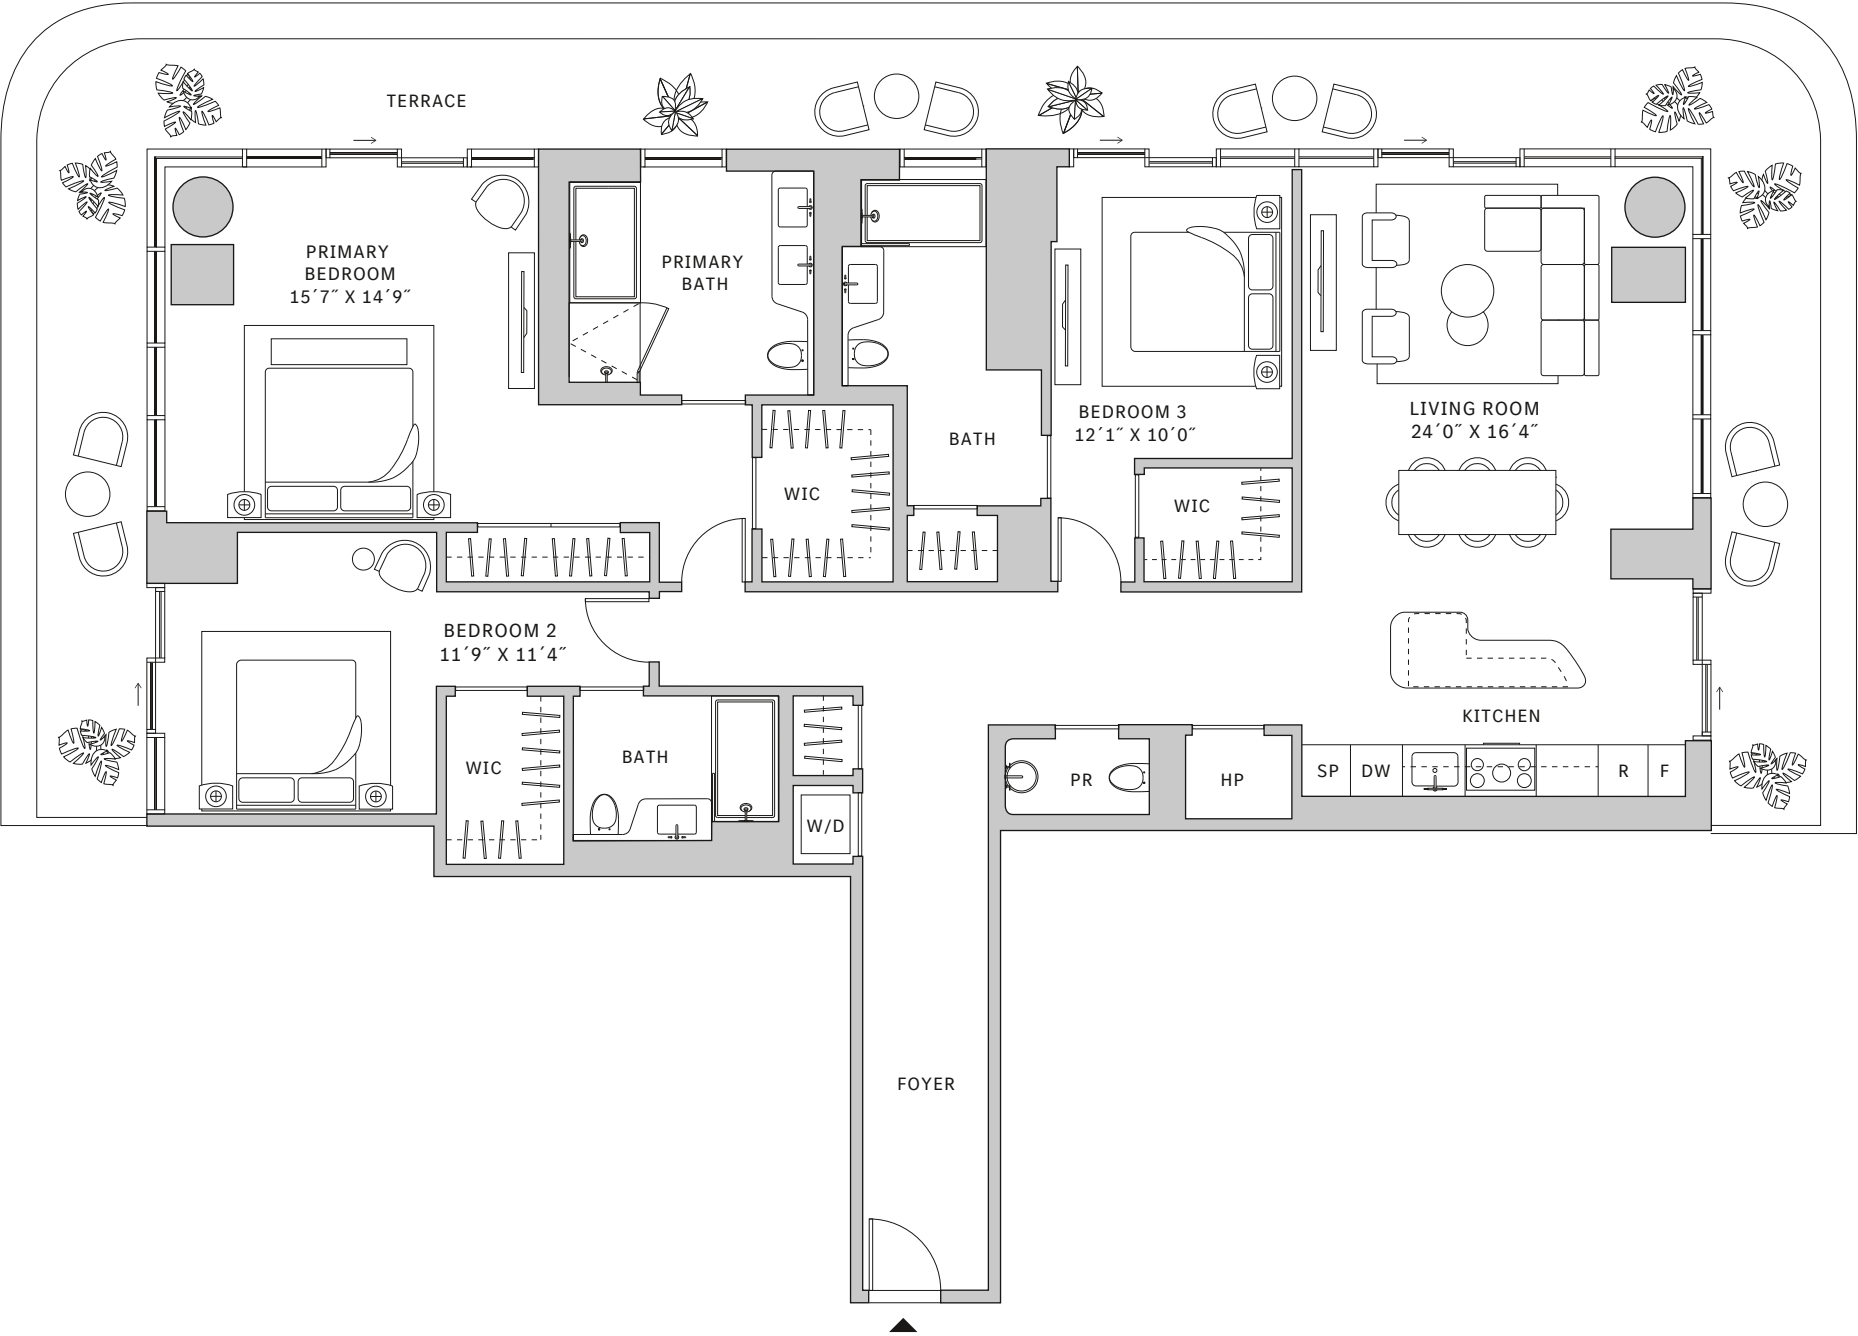 TERRACE
PRIMARY
BEDROOM
15´7˝ X 14´9˝
PRIMARY
BATH
BEDROOM 3
12´1˝ X 10´0˝
LIVING ROOM
24´0˝ X 16´4˝
BATH
WIC
WIC
BEDROOM 2
11´9˝ X 11´4˝
KITCHEN
WIC
BATH
PR
HP
SP
DW
R
F
W/D
FOYER